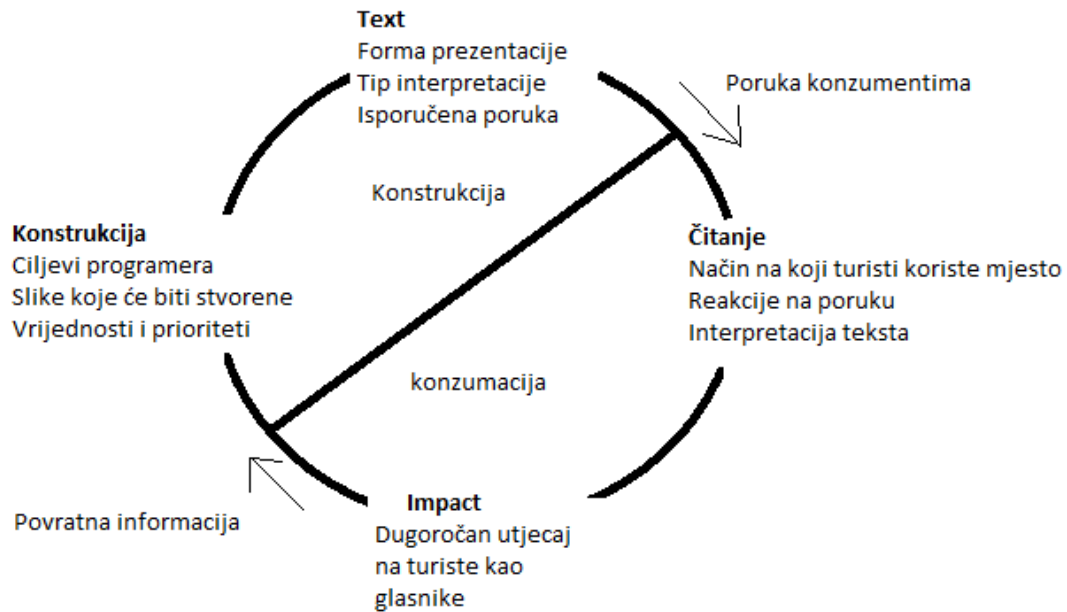 Text
Forma prezentacije
Tip interpretacije
Isporučena poruka
Poruka konzumentima
Konstrukcija
Konstrukcija
Ciljevi programera
Slike koje će biti stvorene
Vrijednosti i prioriteti
Čitanje
Način na koji turisti koriste mjesto
Reakcije na poruku
Interpretacija teksta
konzumacija
Povratna informacija
Impact
Dugoročan utjecaj
na turiste kao
glasnike